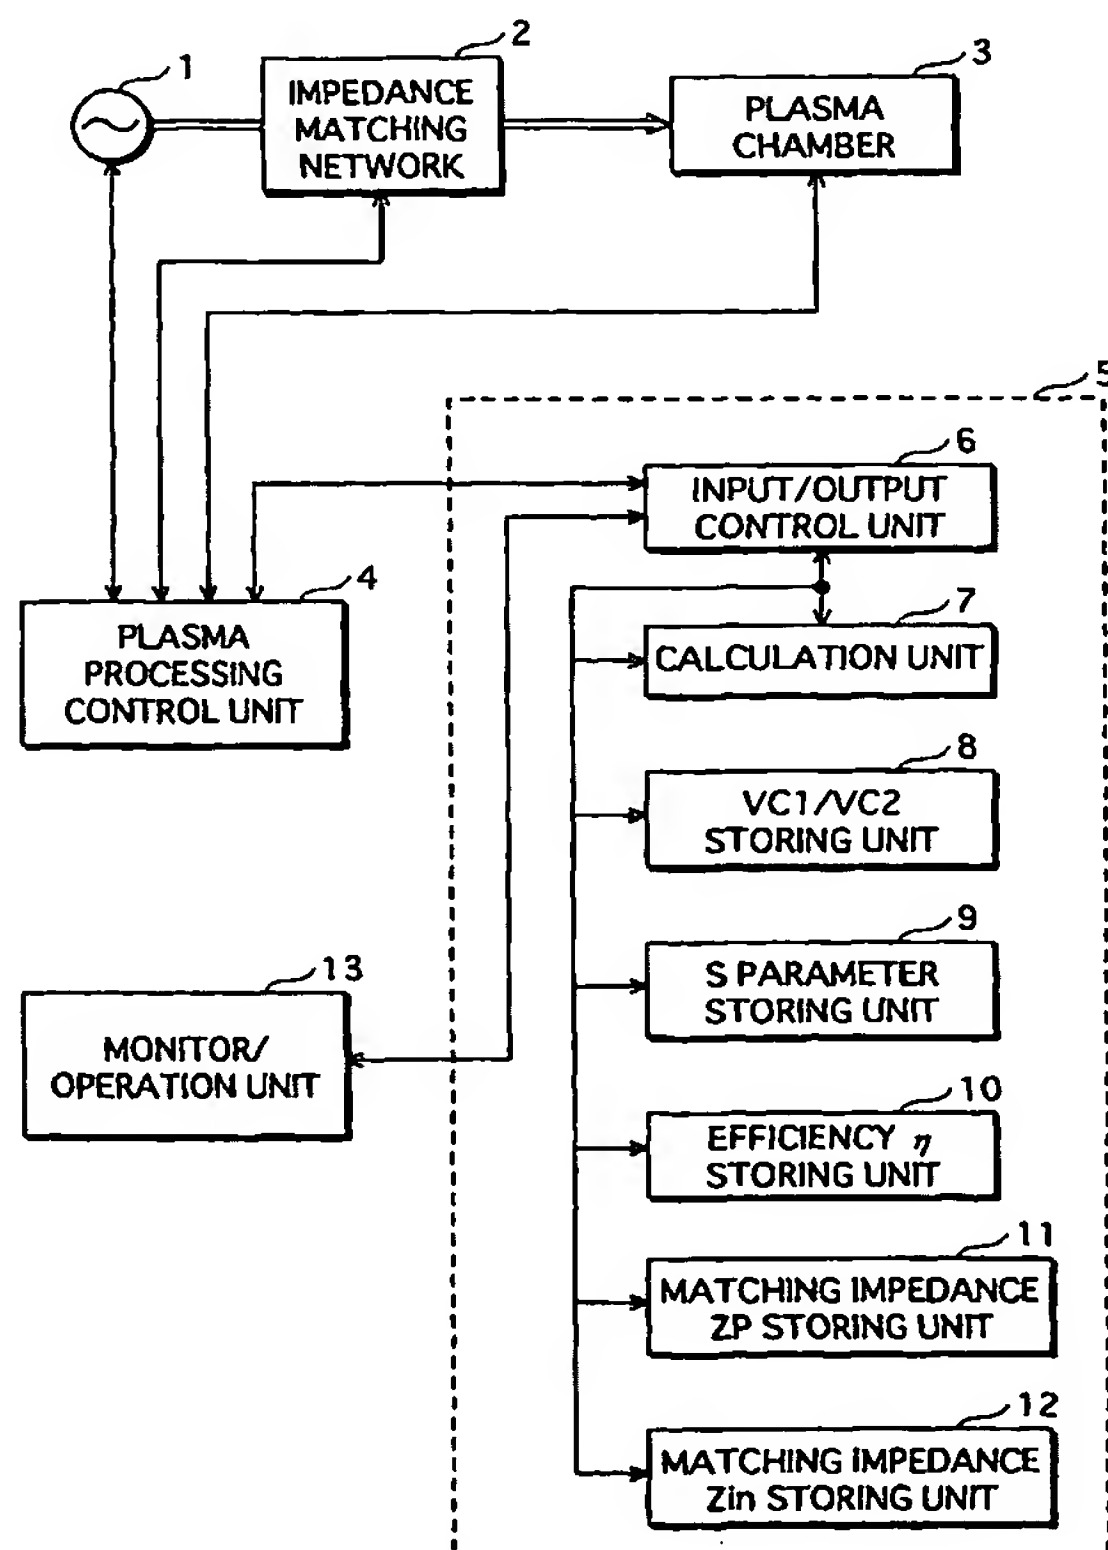 1
2
IMPEDANCE
MATCHING
NETWORK
3
PLASMA
CHAMBER
5
6
INPUT/OUTPUT
CONTROL UNIT
4
PLASMA
PROCESSING
CONTROL UNIT
7
CALCULATION UNIT
8
VC1/VC2
STORING UNIT
9
S PARAMETER
STORING UNIT
13
MONITOR/
OPERATION UNIT
10
EFFICIENCY η
STORING UNIT
11
MATCHING IMPEDANCE
ZP STORING UNIT
12
MATCHING IMPEDANCE
Zin STORING UNIT